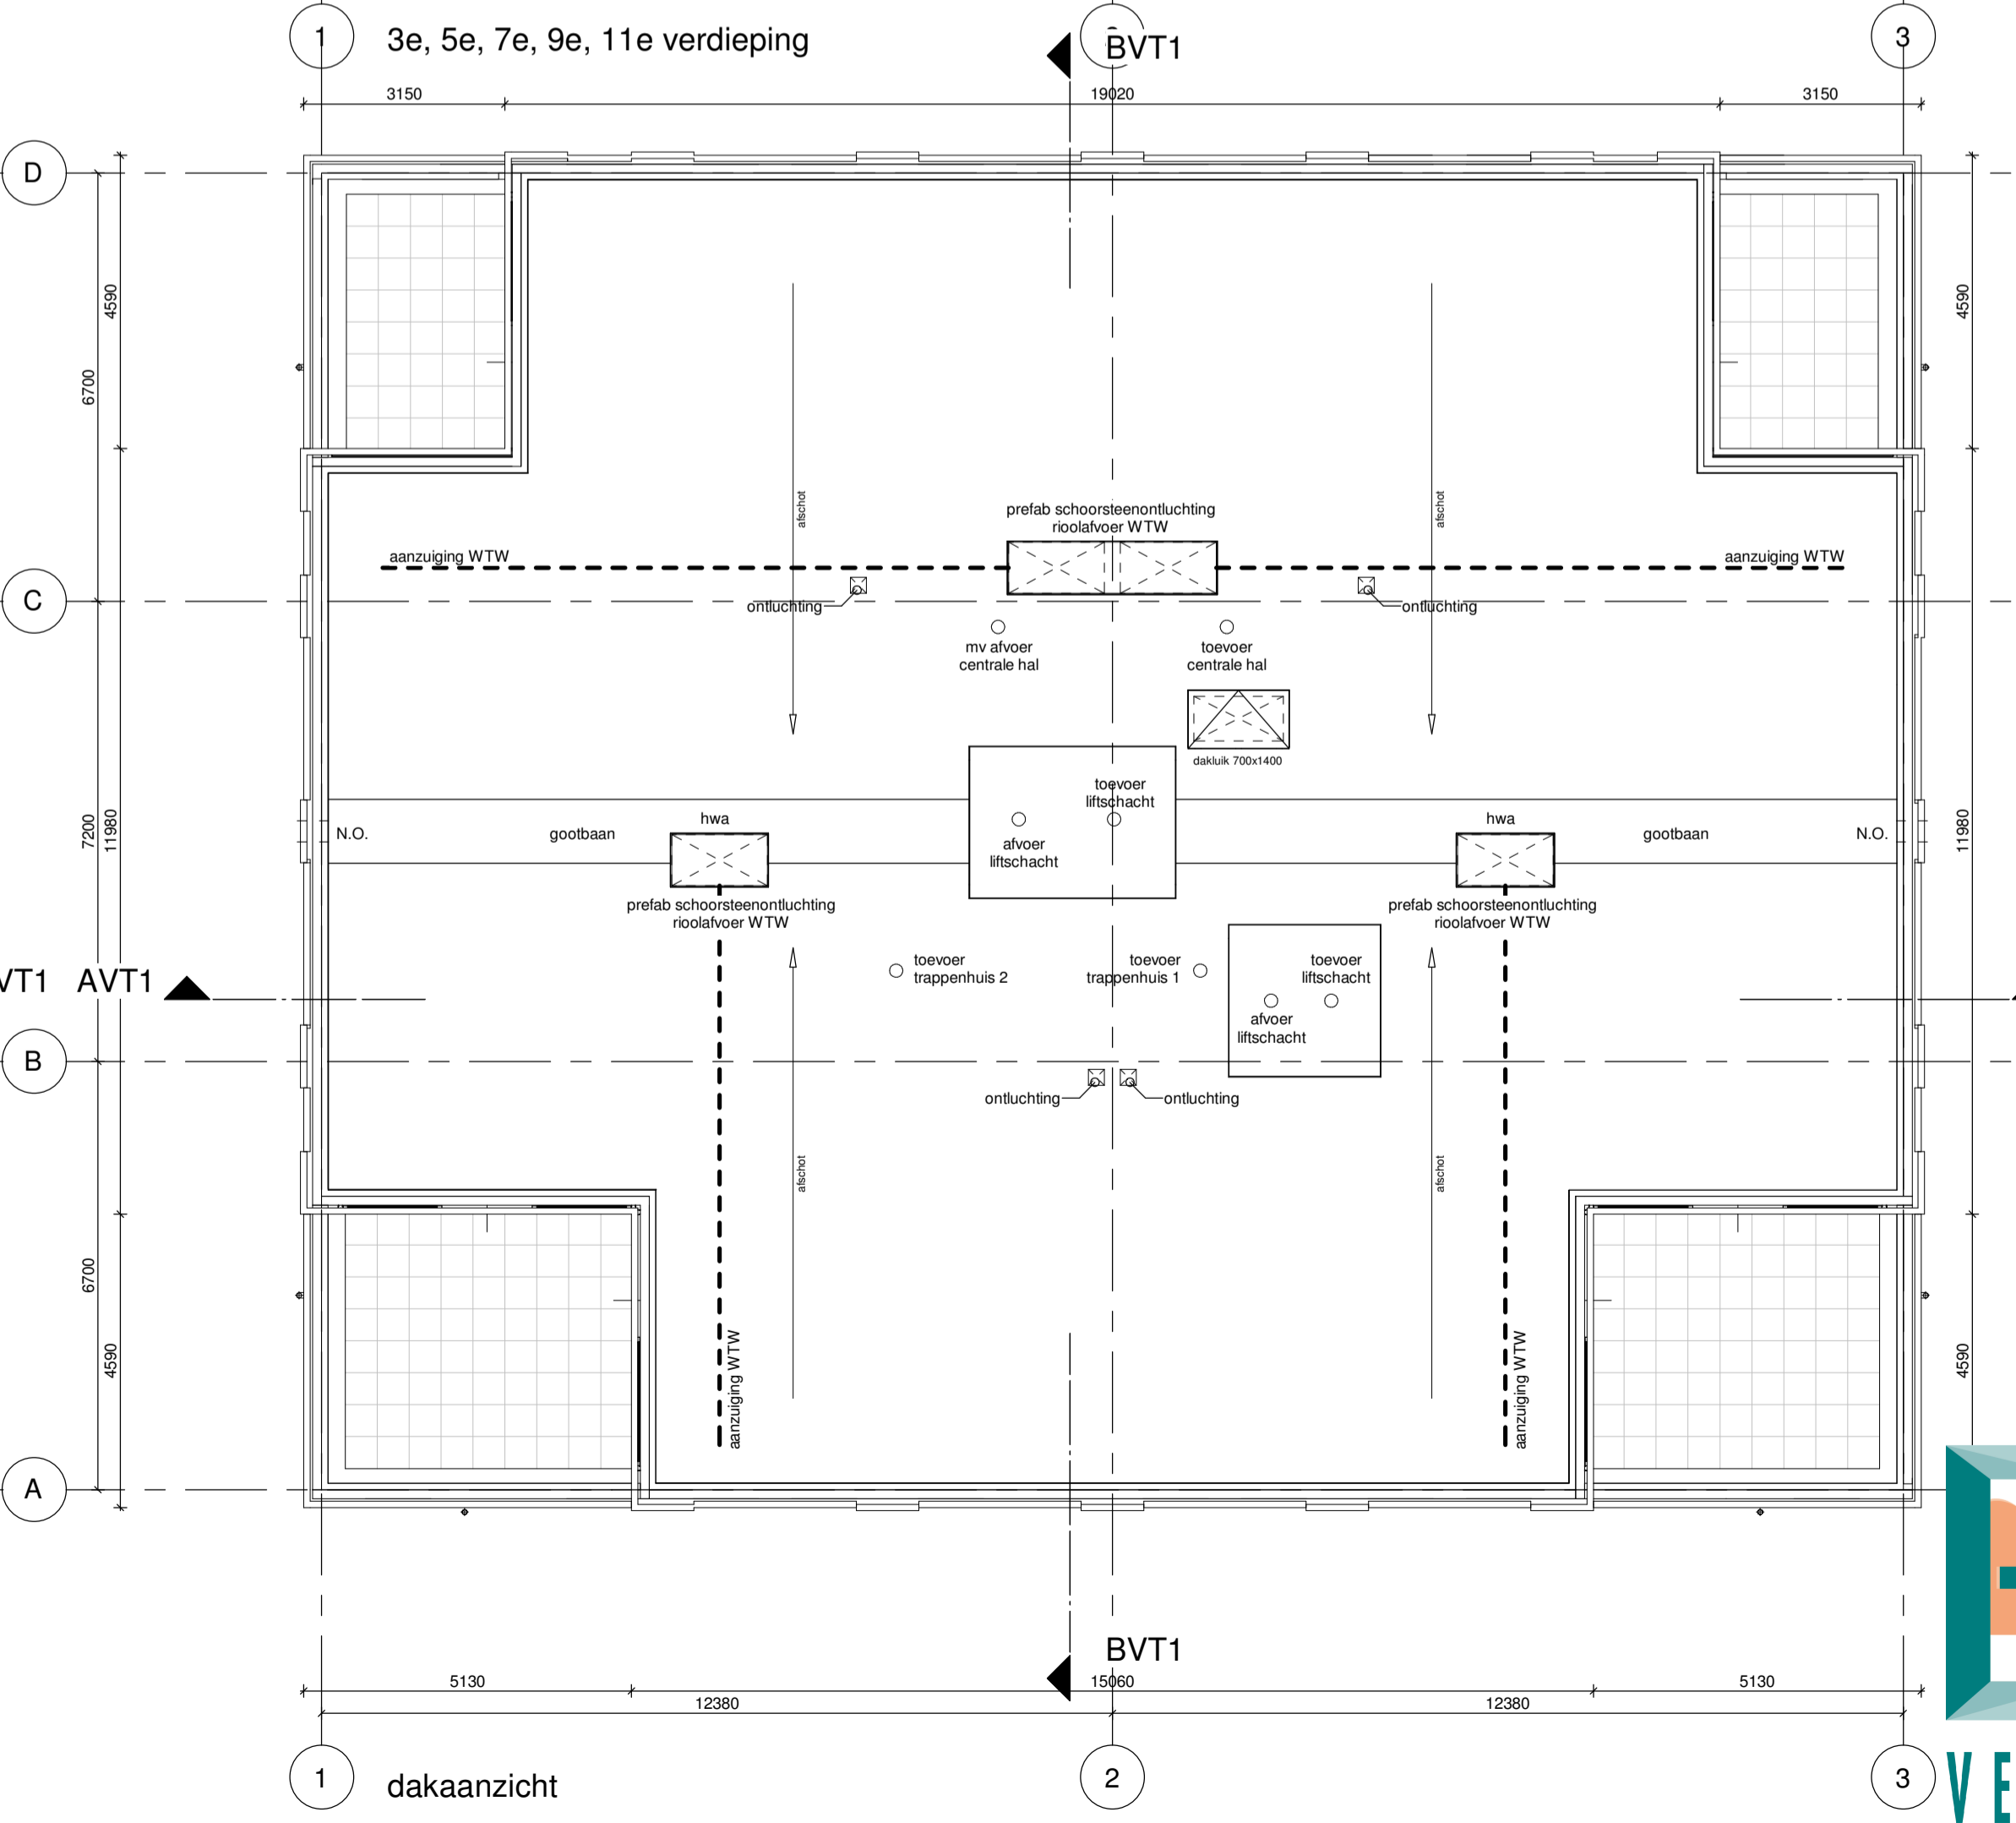 1
3e, 5e, 7e, 9e, 11e verdieping
BVT1
3
3150
19020
3150
D
4590
4590
6700
prefab schoorsteenontluchting
rioolafvoer WTW
afschot
afschot
aanzuiging WTW
aanzuiging WTW
C
ontluchting
ontluchting
mv afvoer
centrale hal
toevoer
centrale hal
dakluik 700x1400
toevoer
liftschacht
7200
11980
11980
N.O.
gootbaan
hwa
hwa
gootbaan
N.O.
afvoer
liftschacht
prefab schoorsteenontluchting
rioolafvoer WTW
prefab schoorsteenontluchting
rioolafvoer WTW
toevoer
trappenhuis 2
toevoer
trappenhuis 1
toevoer
liftschacht
VT1 AVT1
afvoer
liftschacht
B
ontluchting
ontluchting
afschot
afschot
6700
4590
4590
aanzuiging WTW
aanzuiging WTW
A
BVT1
5130
15060
5130
12380
12380
1
dakaanzicht
2
3
VE